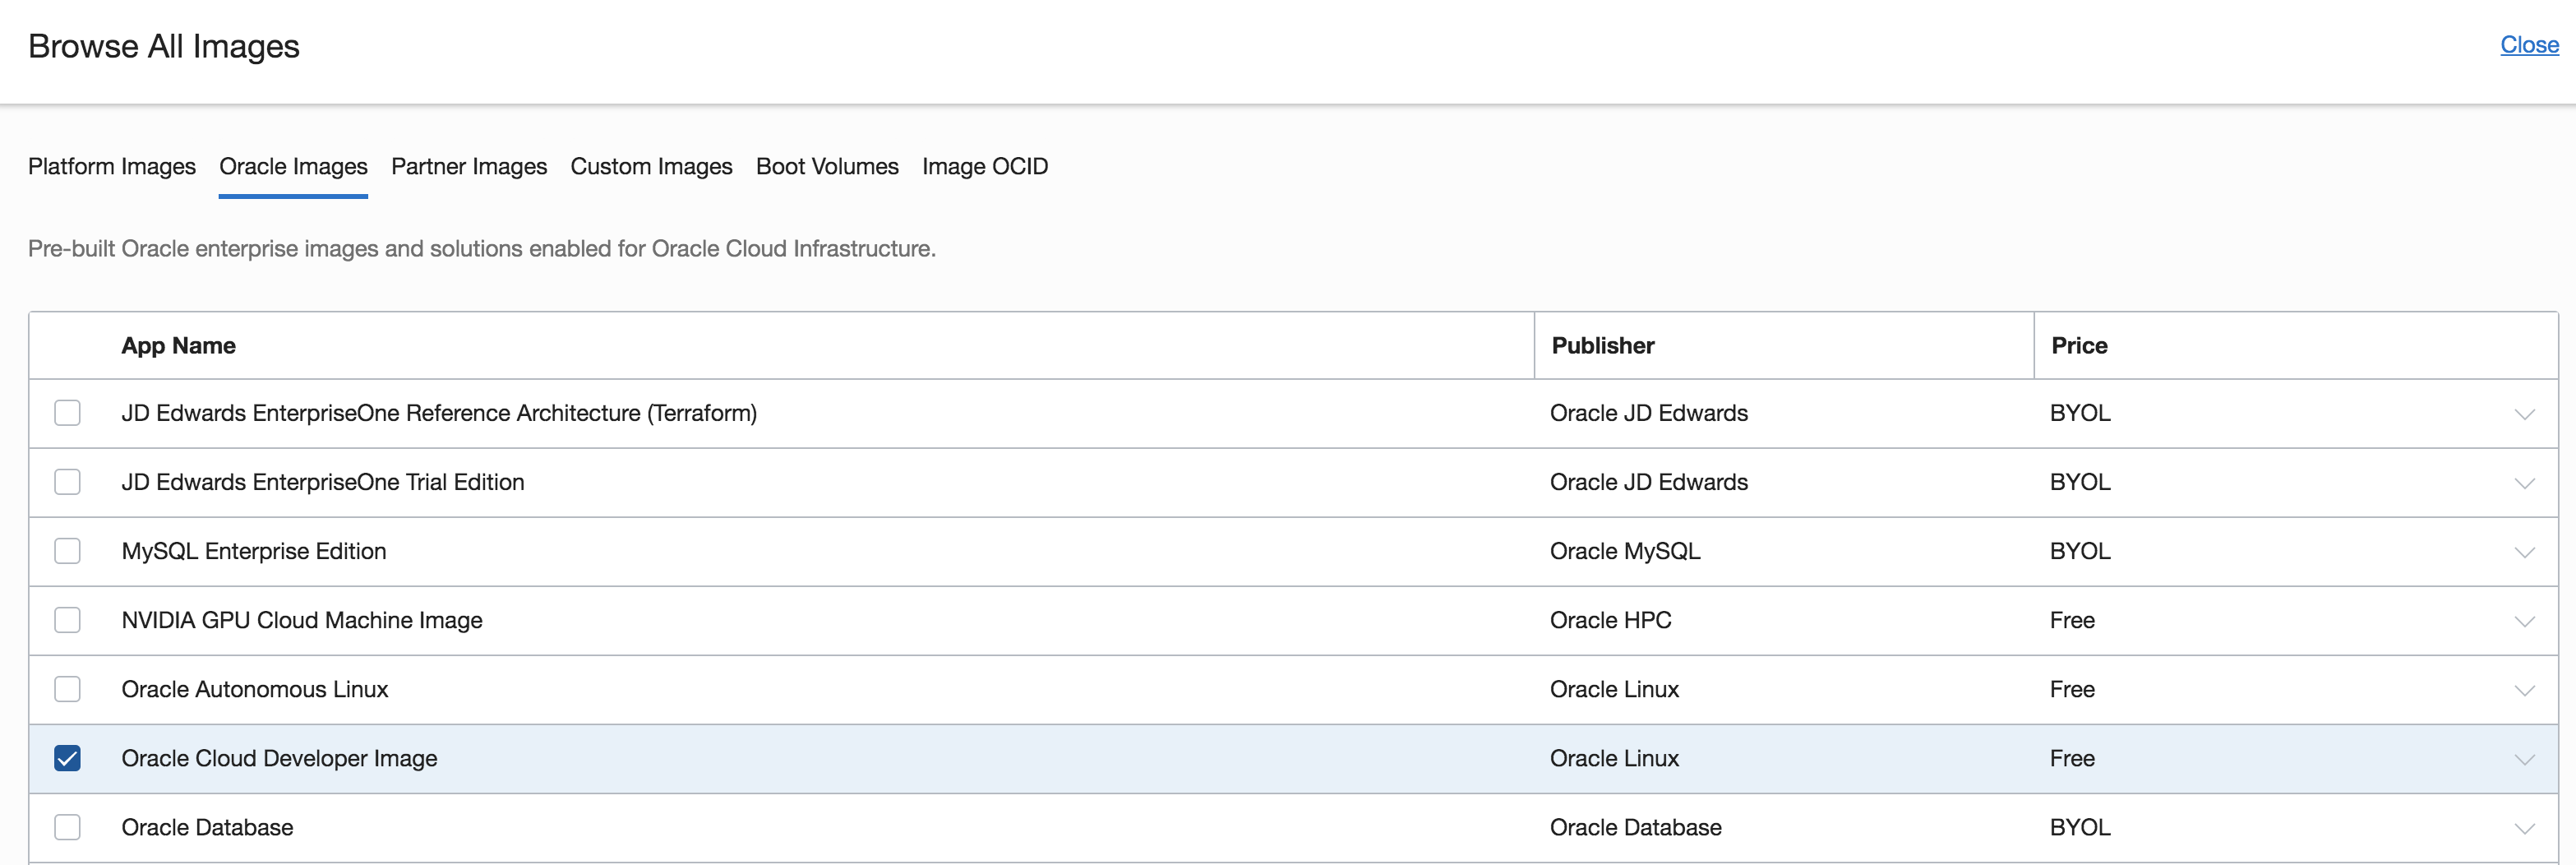 Browse All Images
Close
Platform Images Oracle Images Partner Images Custom Images Boot Volumes Image OCID
Pre-built Oracle enterprise images and solutions enabled for Oracle Cloud Infrastructure.
App Name Publisher Price
JD Edwards EnterpriseOne Reference Architecture (Terraform) Oracle JD Edwards BYOL
JD Edwards EnterpriseOne Trial Edition Oracle JD Edwards BYOL
MySQL Enterprise Edition Oracle MySQL BYOL
NVIDIA GPU Cloud Machine Image Oracle HPC Free
Oracle Autonomous Linux Oracle Linux Free
Oracle Cloud Developer Image Oracle Linux Free
Oracle Database Oracle Database BYOL